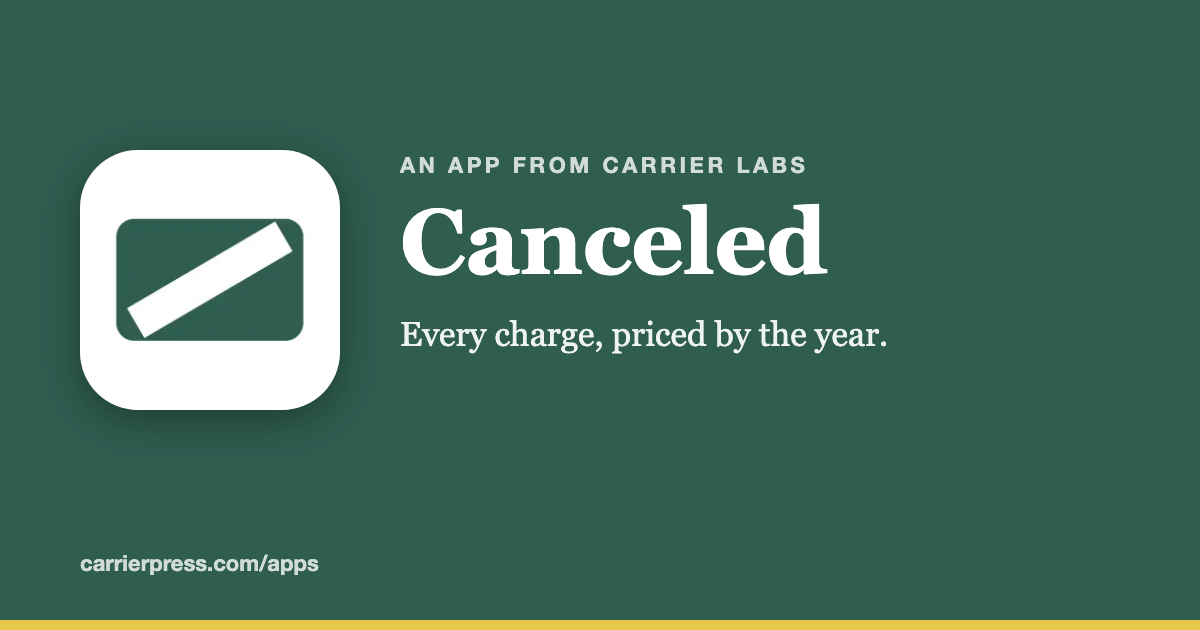 AN APP FROM CARRIER LABS
Canceled
Every charge, priced by the year.
carrierpress.com/apps